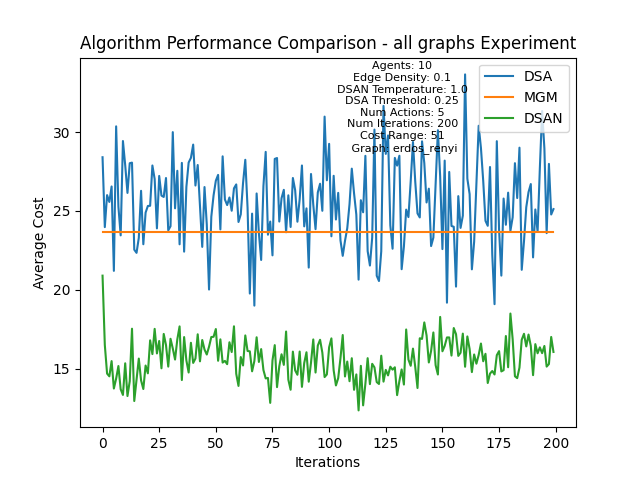 Algorithm Performance Comparison - all graphs Experiment
Agents: 10
Edge Density: 0.1
DSAN Temperature: 1.0
DSA Threshold: 0.25
Num Actions: 5
Num Iterations: 200
Cost Range: 51
Graph: erdos_renyi
DSA
MGM
DSAN
Average Cost
30
25
20
15
0
25
50
75
100
125
150
175
200
Iterations